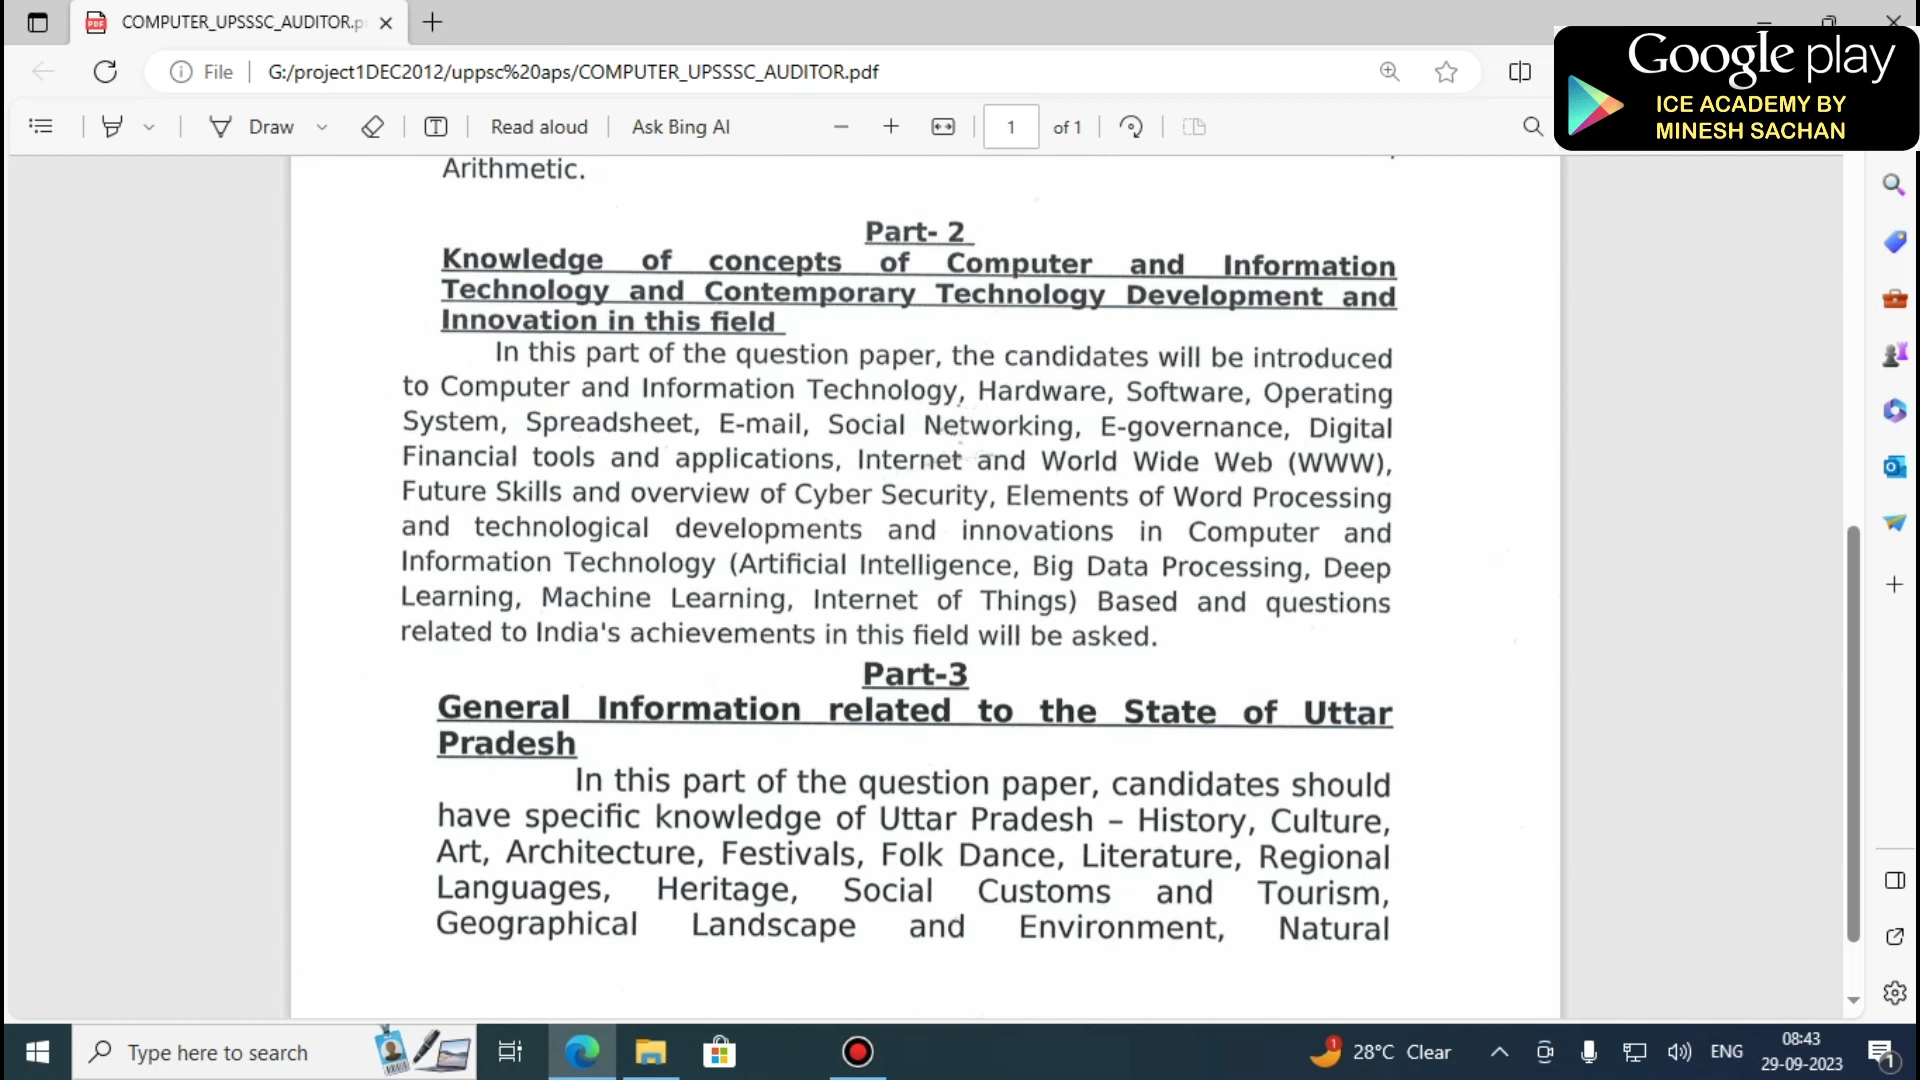 COMPUTER_UPSSSC_AUDITOR.p
File
G:/project1DEC2012/uppsc%20aps/COMPUTER_UPSSSC_AUDITOR.pdf
Google play
ICE ACADEMY BY
MINESH SACHAN
Draw
Read aloud
Ask Bing AI
1
of 1
Arithmetic.
Part- 2
Knowledge of concepts of Computer and Information
Technology and Contemporary Technology Development and
Innovation in this field
In this part of the question paper, the candidates will be introduced
to Computer and Information Technology, Hardware, Software, Operating
System, Spreadsheet, E-mail, Social Networking, E-governance, Digital
Financial tools and applications, Internet and World Wide Web (WWW),
Future Skills and overview of Cyber Security, Elements of Word Processing
and technological developments and innovations in Computer and
Information Technology (Artificial Intelligence, Big Data Processing, Deep
Learning, Machine Learning, Internet of Things) Based and questions
related to India's achievements in this field will be asked.
Part-3
General Information related to the State of Uttar
Pradesh
In this part of the question paper, candidates should
have specific knowledge of Uttar Pradesh – History, Culture,
Art, Architecture, Festivals, Folk Dance, Literature, Regional
Languages, Heritage, Social Customs and Tourism,
Geographical Landscape and Environment, Natural
Type here to search
1
28°C Clear
ENG
08:43
29-09-2023
1